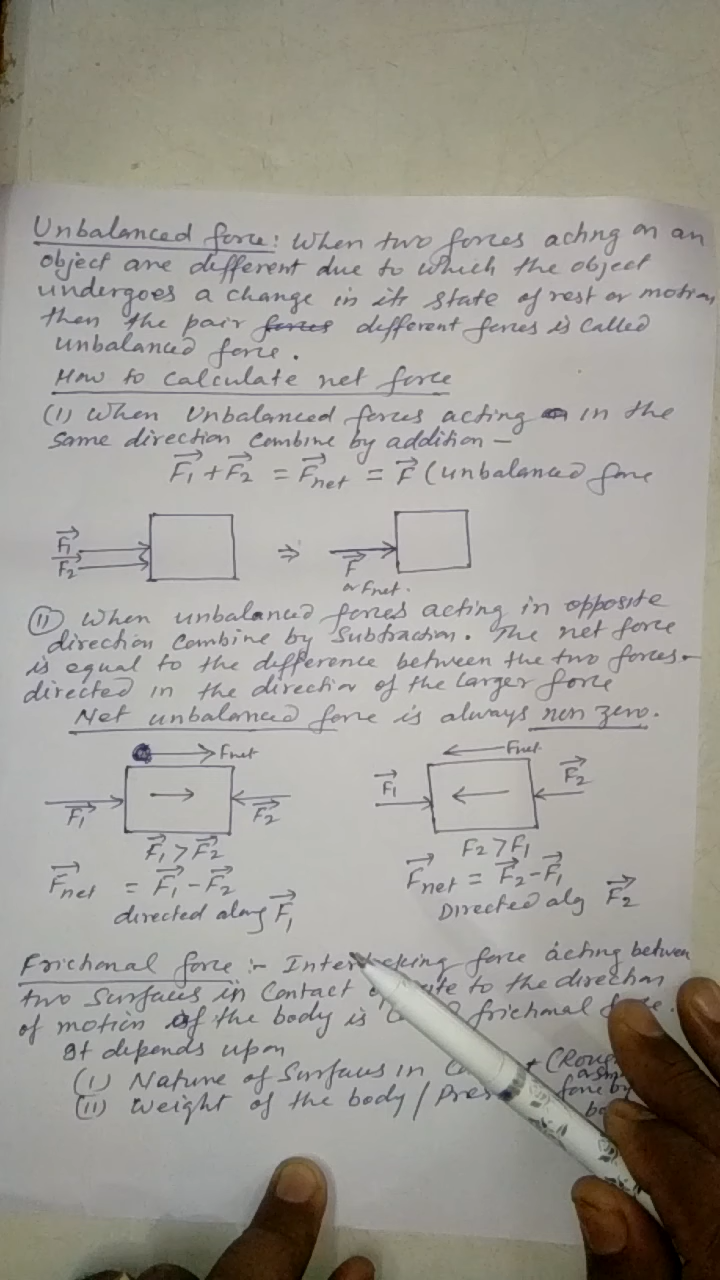 Unbalanced force: When two forces acting on an
object are different due to which the object
undergoes a change in its state of rest or motion,
then the pair forces different forces is called
unbalanced force.
How to calculate net force
(1) When Unbalanced forces acting in the
same direction combine by addition —
F₁ + F₂ = Fnet = F (unbalanced force
F₁
F₂
⇒
F
or Fnet.
(11) When unbalanced forces acting in opposite
direction combine by subtraction. The net force
is equal to the difference between the two forces.
directed in the direction of the larger force
Net unbalanced force is always non zero.
Fnet
F₁
F₂
F₁ > F₂
Fnet = F₁ - F₂
directed along F₁
Fnet
F₁
F₂
F₂ > F₁
Fnet = F₂ - F₁
Directed alg F₂
Frictional force :- Interlocking force acting between
two surfaces in contact to the direction
of motion of the body is frictional
It depends upon
(i) Nature of surfaces in
(ii) Weight of the body /